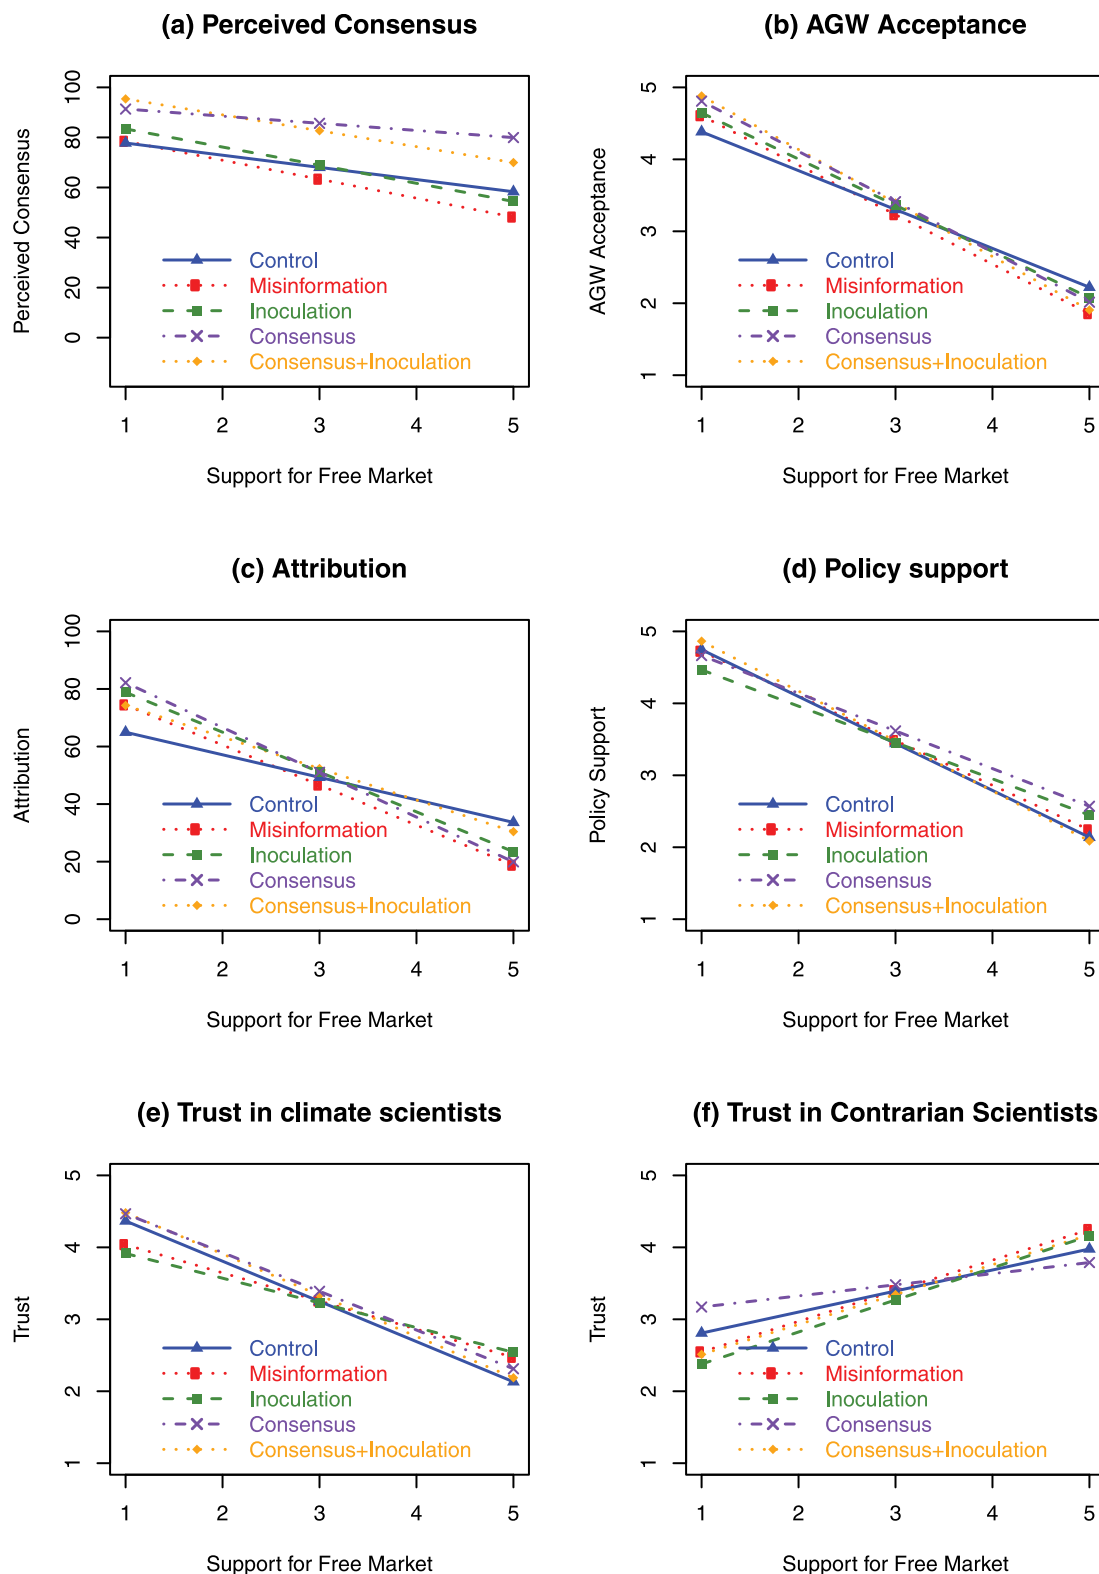 (a) Perceived Consensus
Perceived Consensus
100
80
60
40
20
0
Control
Misinformation
Inoculation
Consensus
Consensus+Inoculation
1 2 3 4 5
Support for Free Market
(b) AGW Acceptance
AGW Acceptance
5
4
3
2
1
Control
Misinformation
Inoculation
Consensus
Consensus+Inoculation
1 2 3 4 5
Support for Free Market
(c) Attribution
Attribution
100
80
60
40
20
0
Control
Misinformation
Inoculation
Consensus
Consensus+Inoculation
1 2 3 4 5
Support for Free Market
(d) Policy support
Policy Support
5
4
3
2
1
Control
Misinformation
Inoculation
Consensus
Consensus+Inoculation
1 2 3 4 5
Support for Free Market
(e) Trust in climate scientists
Trust
5
4
3
2
1
Control
Misinformation
Inoculation
Consensus
Consensus+Inoculation
1 2 3 4 5
Support for Free Market
(f) Trust in Contrarian Scientists
Trust
5
4
3
2
1
Control
Misinformation
Inoculation
Consensus
Consensus+Inoculation
1 2 3 4 5
Support for Free Market